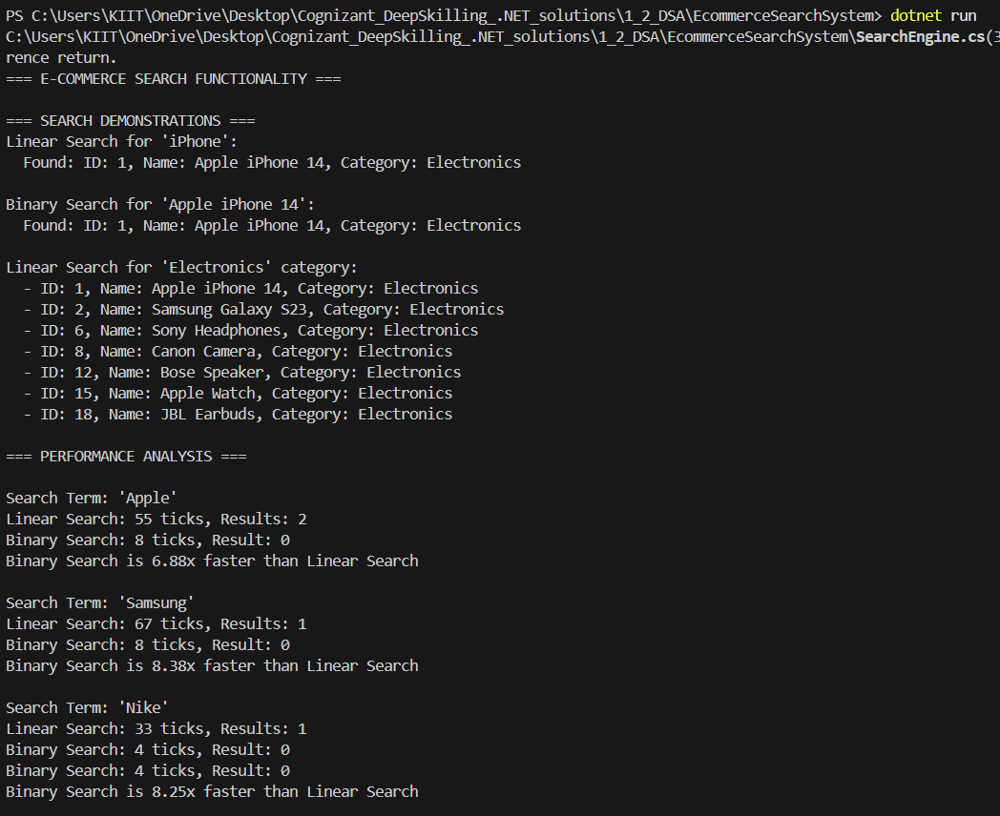 PS C:\Users\KIIT\OneDrive\Desktop\Cognizant_DeepSkilling_.NET_solutions\1_2_DSA\EcommerceSearchSystem> dotnet run
C:\Users\KIIT\OneDrive\Desktop\Cognizant_DeepSkilling_.NET_solutions\1_2_DSA\EcommerceSearchSystem\SearchEngine.cs(3
rence return.
=== E-COMMERCE SEARCH FUNCTIONALITY ===
=== SEARCH DEMONSTRATIONS ===
Linear Search for 'iPhone':
Found: ID: 1, Name: Apple iPhone 14, Category: Electronics
Binary Search for 'Apple iPhone 14':
Found: ID: 1, Name: Apple iPhone 14, Category: Electronics
Linear Search for 'Electronics' category:
- ID: 1, Name: Apple iPhone 14, Category: Electronics
- ID: 2, Name: Samsung Galaxy S23, Category: Electronics
- ID: 6, Name: Sony Headphones, Category: Electronics
- ID: 8, Name: Canon Camera, Category: Electronics
- ID: 12, Name: Bose Speaker, Category: Electronics
- ID: 15, Name: Apple Watch, Category: Electronics
- ID: 18, Name: JBL Earbuds, Category: Electronics
=== PERFORMANCE ANALYSIS ===
Search Term: 'Apple'
Linear Search: 55 ticks, Results: 2
Binary Search: 8 ticks, Result: 0
Binary Search is 6.88x faster than Linear Search
Search Term: 'Samsung'
Linear Search: 67 ticks, Results: 1
Binary Search: 8 ticks, Result: 0
Binary Search is 8.38x faster than Linear Search
Search Term: 'Nike'
Linear Search: 33 ticks, Results: 1
Binary Search: 4 ticks, Result: 0
Binary Search: 4 ticks, Result: 0
Binary Search is 8.25x faster than Linear Search